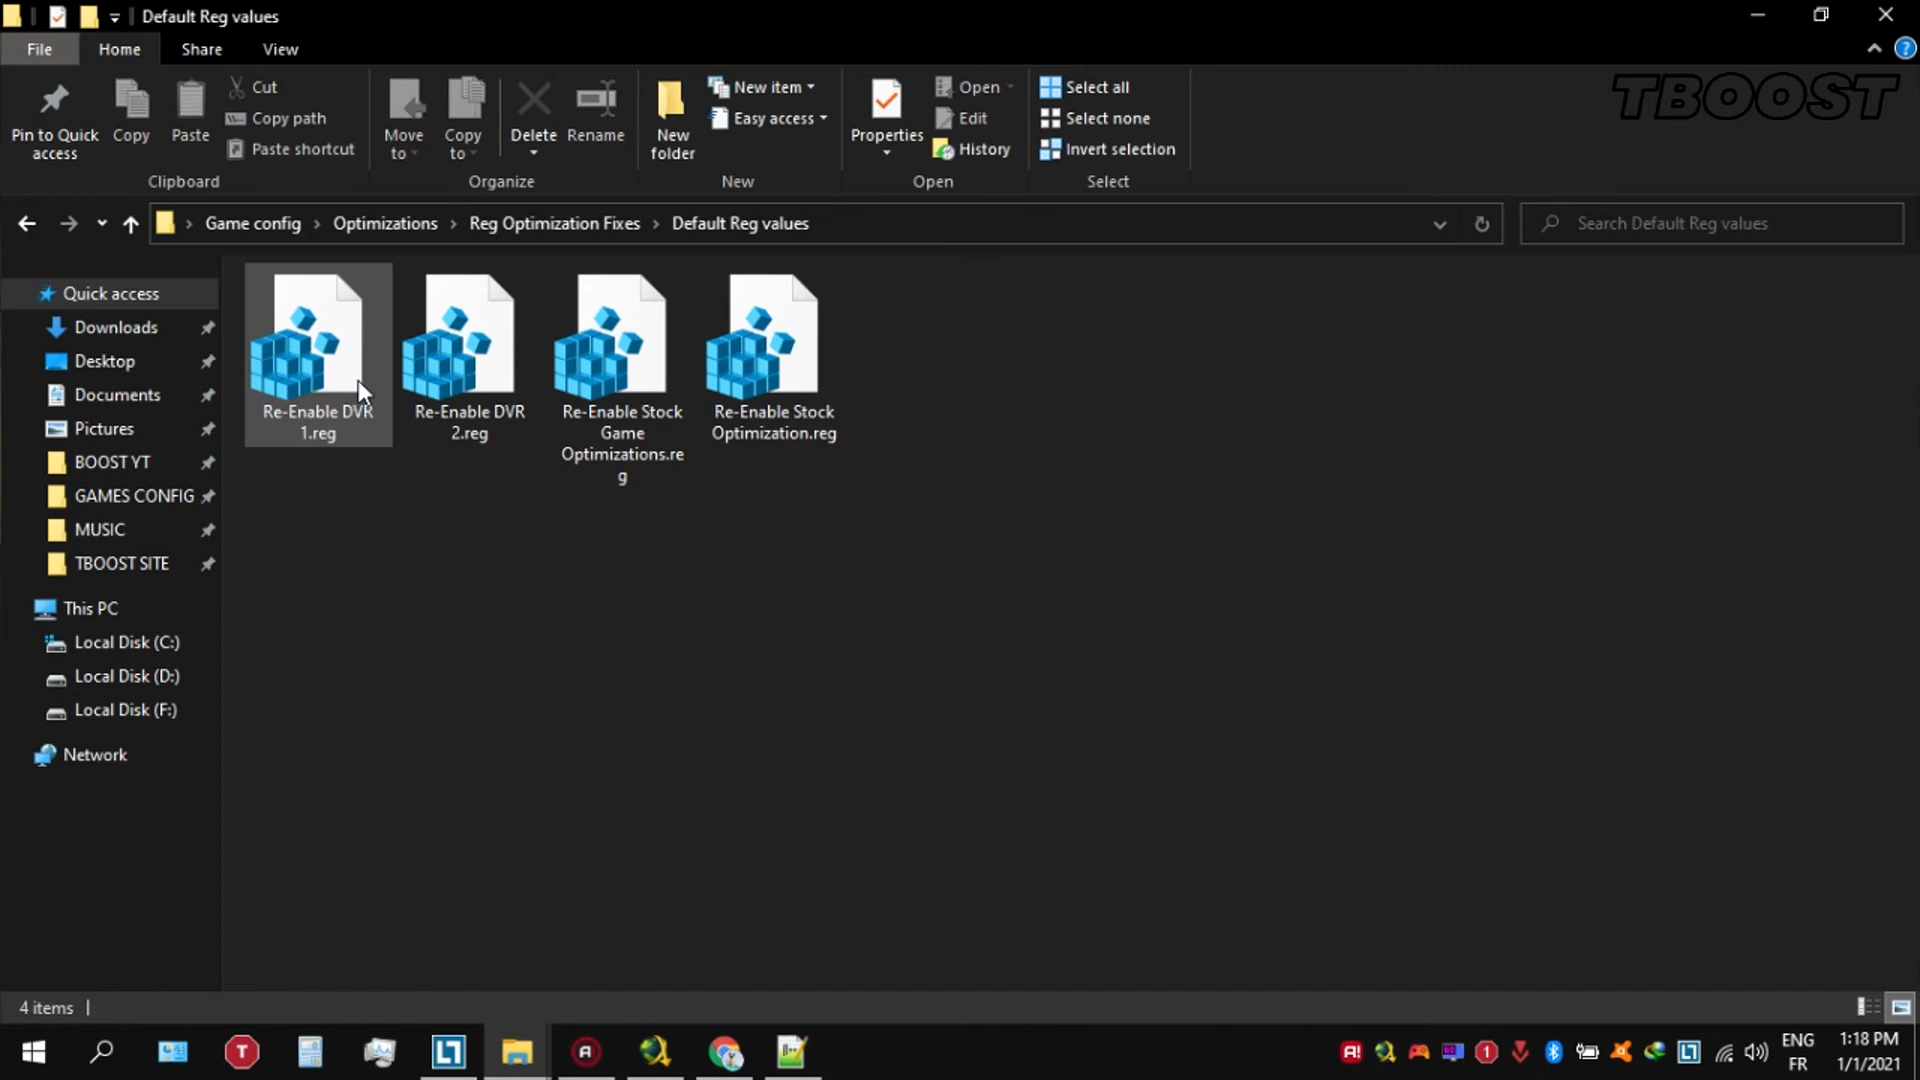 Default Reg values
File Home Share View
TBOOST
Pin to Quick access
Copy
Paste
Cut
Copy path
Paste shortcut
Move to
Copy to
Delete
Rename
New folder
New item
Easy access
Properties
Open
Edit
History
Select all
Select none
Invert selection
Clipboard Organize New Open Select
Game config > Optimizations > Reg Optimization Fixes > Default Reg values
Search Default Reg values
Quick access
Downloads
Desktop
Documents
Pictures
BOOST YT
GAMES CONFIG
MUSIC
TBOOST SITE
This PC
Local Disk (C:)
Local Disk (D:)
Local Disk (F:)
Network
Re-Enable DVR
1.reg
Re-Enable DVR
2.reg
Re-Enable Stock
Game
Optimizations.re
g
Re-Enable Stock
Optimization.reg
4 items
ENG
FR
1:18 PM
1/1/2021